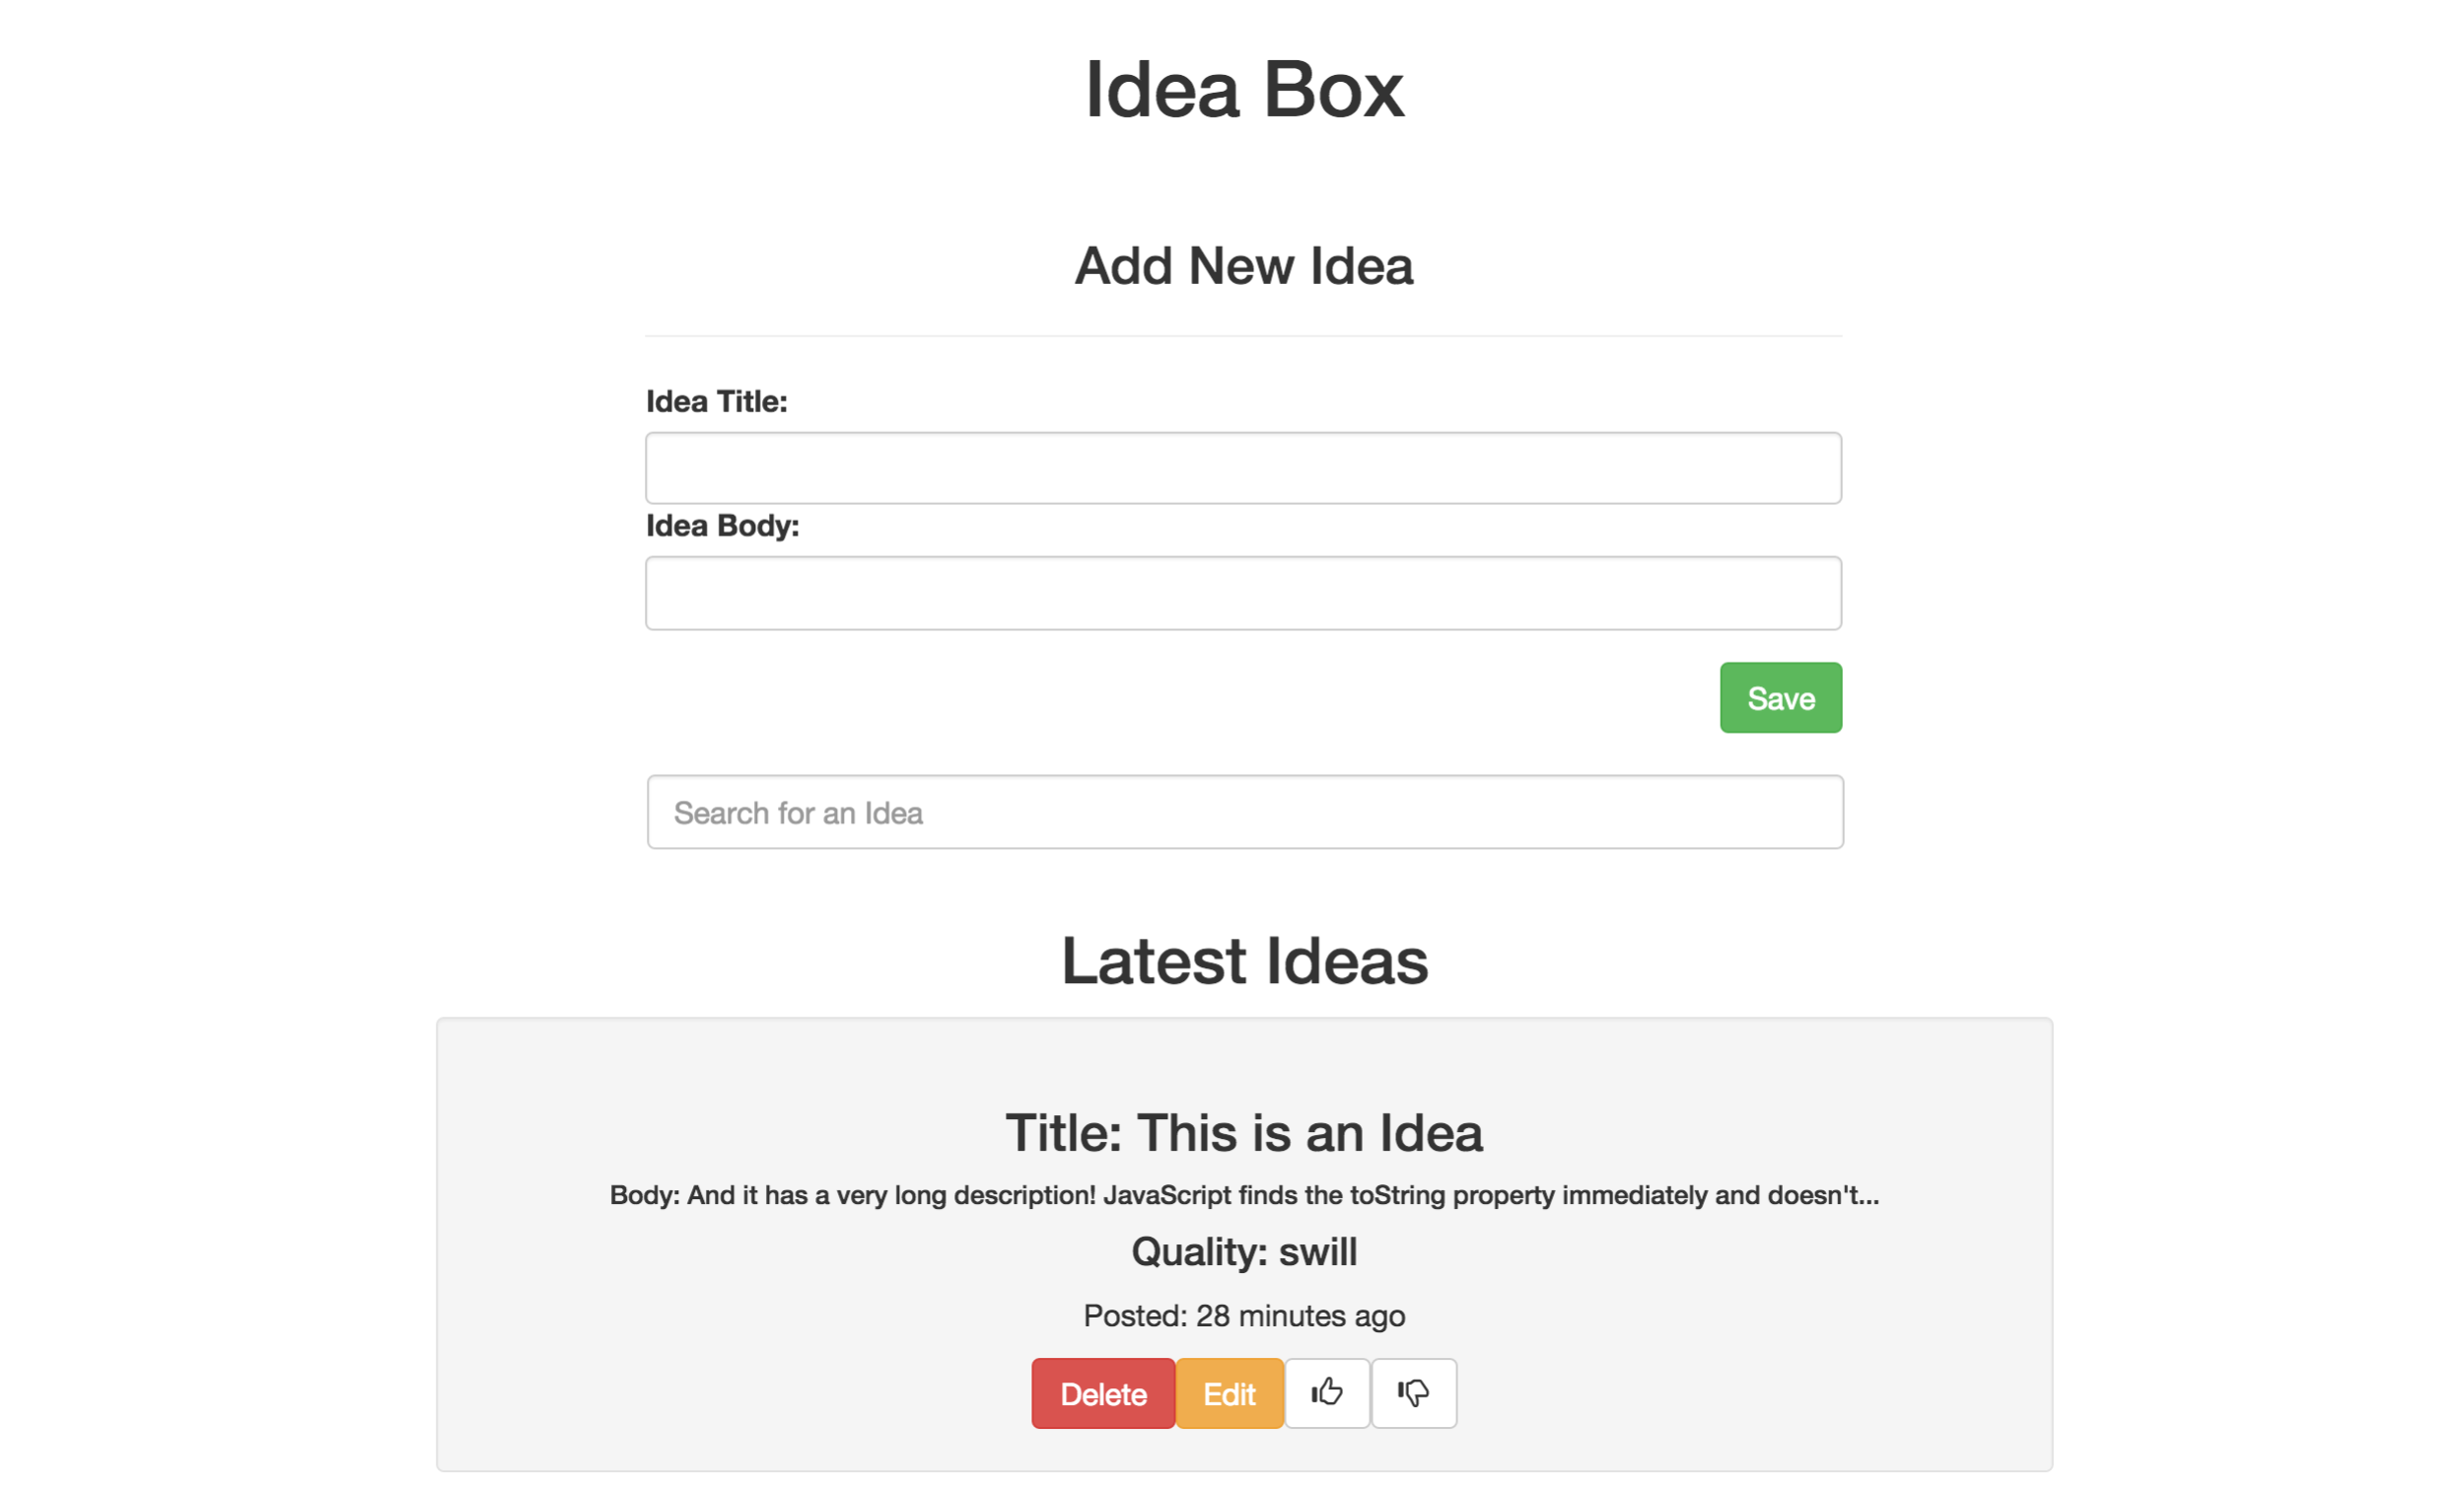 Idea Box
Add New Idea
Idea Title:
Idea Body:
Save
Search for an Idea
Latest Ideas
Title: This is an Idea
Body: And it has a very long description! JavaScript finds the toString property immediately and doesn't...
Quality: swill
Posted: 28 minutes ago
Delete Edit